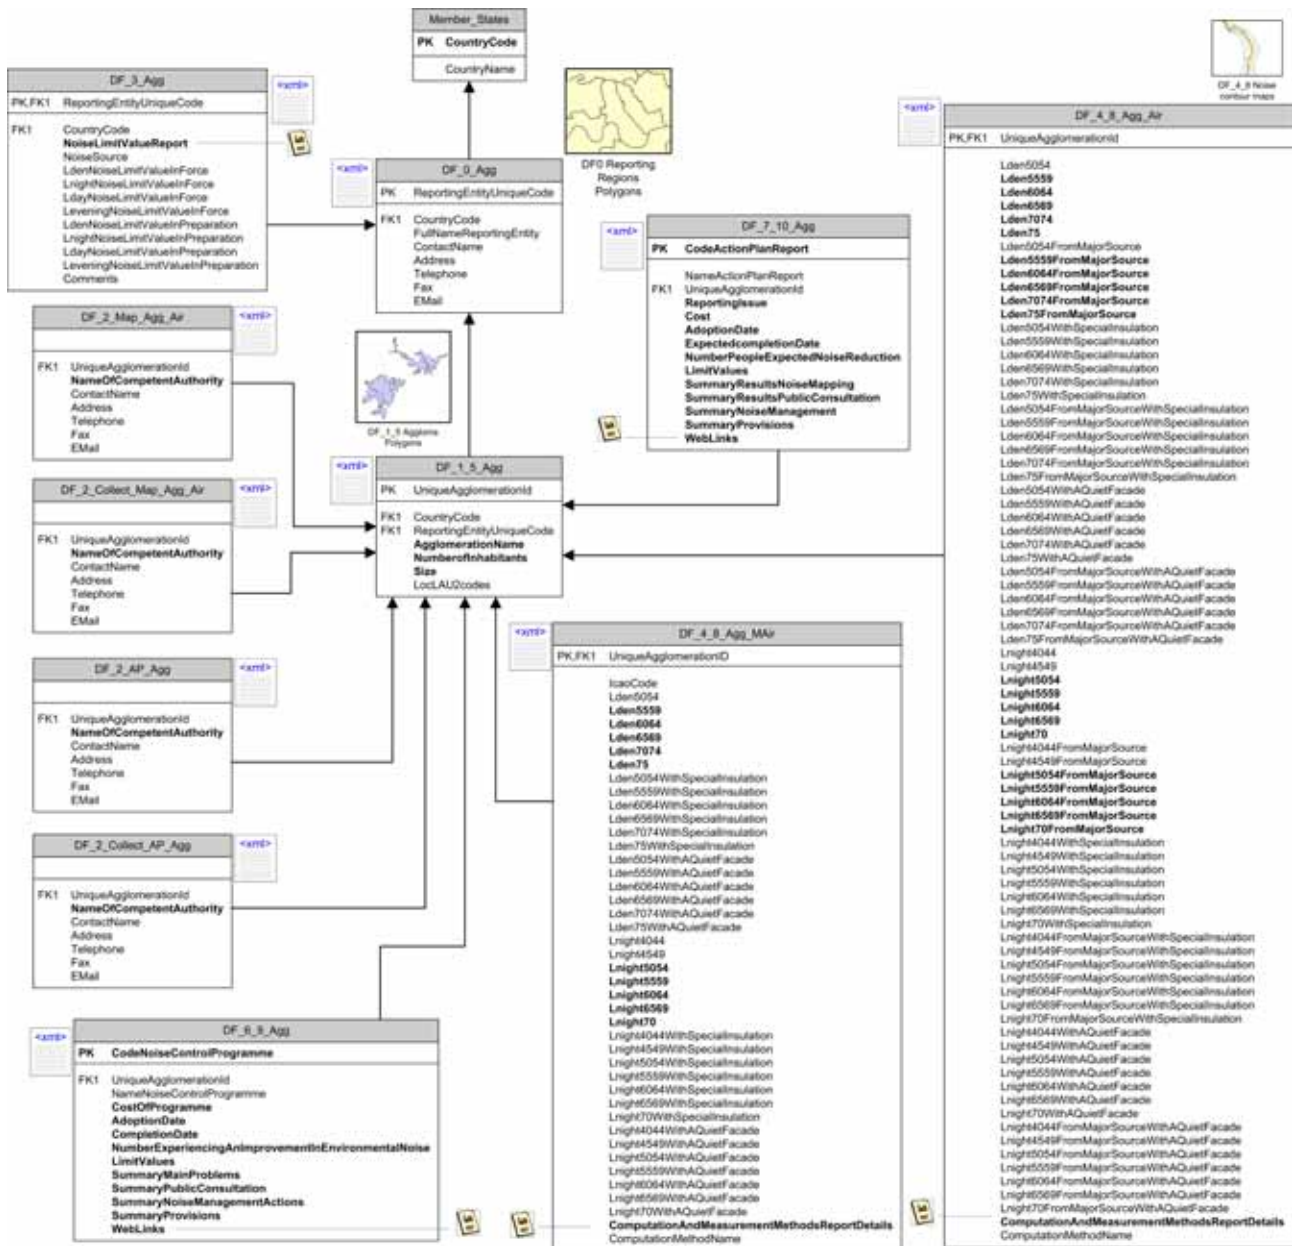 Member_States
PK CountryCode
CountryName
DF_4_8 Noise
contour maps
DF_3_Agg
<xml>
PK,FK1 ReportingEntityUniqueCode
FK1 CountryCode
NoiseLimitValueReport
NoiseSource
LdenNoiseLimitValueInForce
LnightNoiseLimitValueInForce
LdayNoiseLimitValueInForce
LeveningNoiseLimitValueInForce
LdenNoiseLimitValueInPreparation
LnightNoiseLimitValueInPreparation
LdayNoiseLimitValueInPreparation
LeveningNoiseLimitValueInPreparation
Comments
<xml>
DF_0_Agg
PK ReportingEntityUniqueCode
FK1 CountryCode
FullNameReportingEntity
ContactName
Address
Telephone
Fax
EMail
DF0 Reporting
Regions
Polygons
<xml>
DF_7_10_Agg
PK CodeActionPlanReport
NameActionPlanReport
FK1 UniqueAgglomerationId
ReportingIssue
Cost
AdoptionDate
ExpectedcompletionDate
NumberPeopleExpectedNoiseReduction
LimitValues
SummaryResultsNoiseMapping
SummaryResultsPublicConsultation
SummaryNoiseManagement
SummaryProvisions
WebLinks
DF_2_Map_Agg_Air
<xml>
FK1 UniqueAgglomerationId
NameOfCompetentAuthority
ContactName
Address
Telephone
Fax
EMail
DF_1_5 Aggloms
Polygons
DF_2_Collect_Map_Agg_Air
<xml>
FK1 UniqueAgglomerationId
NameOfCompetentAuthority
ContactName
Address
Telephone
Fax
EMail
<xml>
DF_1_5_Agg
PK UniqueAgglomerationId
FK1 CountryCode
FK1 ReportingEntityUniqueCode
AgglomerationName
NumberofInhabitants
Size
LocLAU2codes
DF_2_AP_Agg
<xml>
FK1 UniqueAgglomerationId
NameOfCompetentAuthority
ContactName
Address
Telephone
Fax
EMail
DF_2_Collect_AP_Agg
<xml>
FK1 UniqueAgglomerationId
NameOfCompetentAuthority
ContactName
Address
Telephone
Fax
EMail
<xml>
DF_6_9_Agg
PK CodeNoiseControlProgramme
FK1 UniqueAgglomerationId
NameNoiseControlProgramme
CostOfProgramme
AdoptionDate
CompletionDate
NumberExperiencingAnImprovementInEnvironmentalNoise
LimitValues
SummaryMainProblems
SummaryPublicConsultation
SummaryNoiseManagementActions
SummaryProvisions
WebLinks
<xml>
DF_4_8_Agg_MAir
PK,FK1 UniqueAgglomerationID
IcaoCode
Lden5054
Lden5559
Lden6064
Lden6569
Lden7074
Lden75
Lden5054WithSpecialInsulation
Lden5559WithSpecialInsulation
Lden6064WithSpecialInsulation
Lden6569WithSpecialInsulation
Lden7074WithSpecialInsulation
Lden75WithSpecialInsulation
Lden5054WithAQuietFacade
Lden5559WithAQuietFacade
Lden6064WithAQuietFacade
Lden6569WithAQuietFacade
Lden7074WithAQuietFacade
Lden75WithAQuietFacade
Lnight4044
Lnight4549
Lnight5054
Lnight5559
Lnight6064
Lnight6569
Lnight70
Lnight4044WithSpecialInsulation
Lnight4549WithSpecialInsulation
Lnight5054WithSpecialInsulation
Lnight5559WithSpecialInsulation
Lnight6064WithSpecialInsulation
Lnight6569WithSpecialInsulation
Lnight70WithSpecialInsulation
Lnight4044WithAQuietFacade
Lnight4549WithAQuietFacade
Lnight5054WithAQuietFacade
Lnight5559WithAQuietFacade
Lnight6064WithAQuietFacade
Lnight6569WithAQuietFacade
Lnight70WithAQuietFacade
ComputationAndMeasurementMethodsReportDetails
ComputationMethodName
<xml>
DF_4_8_Agg_Air
PK,FK1 UniqueAgglomerationId
Lden5054
Lden5559
Lden6064
Lden6569
Lden7074
Lden75
Lden5054FromMajorSource
Lden5559FromMajorSource
Lden6064FromMajorSource
Lden6569FromMajorSource
Lden7074FromMajorSource
Lden75FromMajorSource
Lden5054WithSpecialInsulation
Lden5559WithSpecialInsulation
Lden6064WithSpecialInsulation
Lden6569WithSpecialInsulation
Lden7074WithSpecialInsulation
Lden75WithSpecialInsulation
Lden5054FromMajorSourceWithSpecialInsulation
Lden5559FromMajorSourceWithSpecialInsulation
Lden6064FromMajorSourceWithSpecialInsulation
Lden6569FromMajorSourceWithSpecialInsulation
Lden7074FromMajorSourceWithSpecialInsulation
Lden75FromMajorSourceWithSpecialInsulation
Lden5054WithAQuietFacade
Lden5559WithAQuietFacade
Lden6064WithAQuietFacade
Lden6569WithAQuietFacade
Lden7074WithAQuietFacade
Lden75WithAQuietFacade
Lden5054FromMajorSourceWithAQuietFacade
Lden5559FromMajorSourceWithAQuietFacade
Lden6064FromMajorSourceWithAQuietFacade
Lden6569FromMajorSourceWithAQuietFacade
Lden7074FromMajorSourceWithAQuietFacade
Lden75FromMajorSourceWithAQuietFacade
Lnight4044
Lnight4549
Lnight5054
Lnight5559
Lnight6064
Lnight6569
Lnight70
Lnight4044FromMajorSource
Lnight4549FromMajorSource
Lnight5054FromMajorSource
Lnight5559FromMajorSource
Lnight6064FromMajorSource
Lnight6569FromMajorSource
Lnight70FromMajorSource
Lnight4044WithSpecialInsulation
Lnight4549WithSpecialInsulation
Lnight5054WithSpecialInsulation
Lnight5559WithSpecialInsulation
Lnight6064WithSpecialInsulation
Lnight6569WithSpecialInsulation
Lnight70WithSpecialInsulation
Lnight4044FromMajorSourceWithSpecialInsulation
Lnight4549FromMajorSourceWithSpecialInsulation
Lnight5054FromMajorSourceWithSpecialInsulation
Lnight5559FromMajorSourceWithSpecialInsulation
Lnight6064FromMajorSourceWithSpecialInsulation
Lnight6569FromMajorSourceWithSpecialInsulation
Lnight70FromMajorSourceWithSpecialInsulation
Lnight4044WithAQuietFacade
Lnight4549WithAQuietFacade
Lnight5054WithAQuietFacade
Lnight5559WithAQuietFacade
Lnight6064WithAQuietFacade
Lnight6569WithAQuietFacade
Lnight70WithAQuietFacade
Lnight4044FromMajorSourceWithAQuietFacade
Lnight4549FromMajorSourceWithAQuietFacade
Lnight5054FromMajorSourceWithAQuietFacade
Lnight5559FromMajorSourceWithAQuietFacade
Lnight6064FromMajorSourceWithAQuietFacade
Lnight6569FromMajorSourceWithAQuietFacade
Lnight70FromMajorSourceWithAQuietFacade
ComputationAndMeasurementMethodsReportDetails
ComputationMethodName